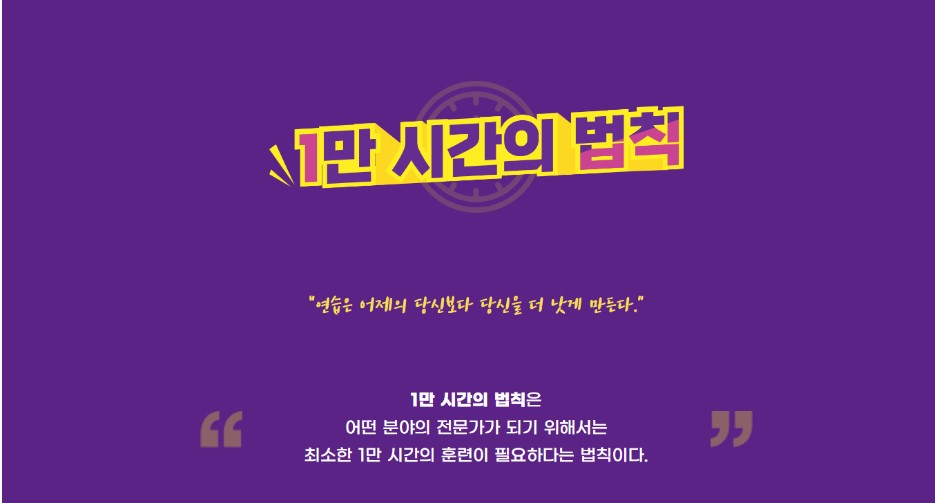 1만 시간의 법칙
"연습은 어제의 당신보다 당신을 더 낫게 만든다."
1만 시간의 법칙은
어떤 분야의 전문가가 되기 위해서는
최소한 1만 시간의 훈련이 필요하다는 법칙이다.